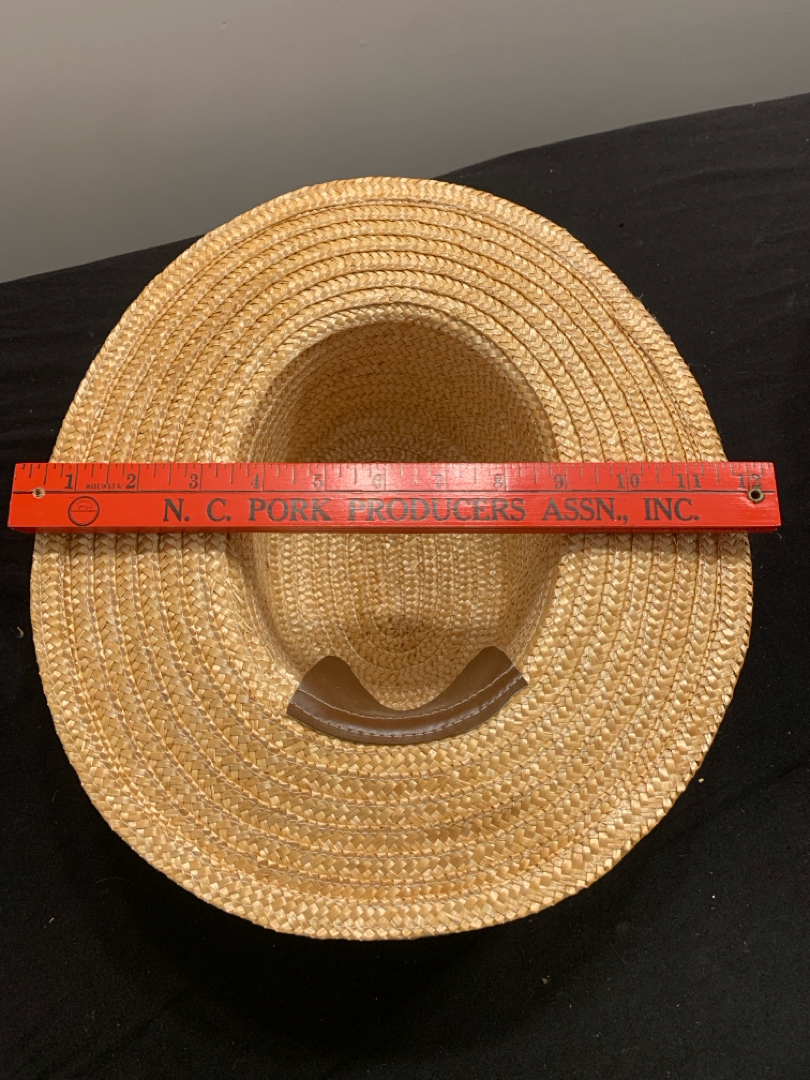 1 2 3 4 5 6 7 8 9 10 11 12
MADE IN U.S.A.
N. C. PORK PRODUCERS ASSN., INC.